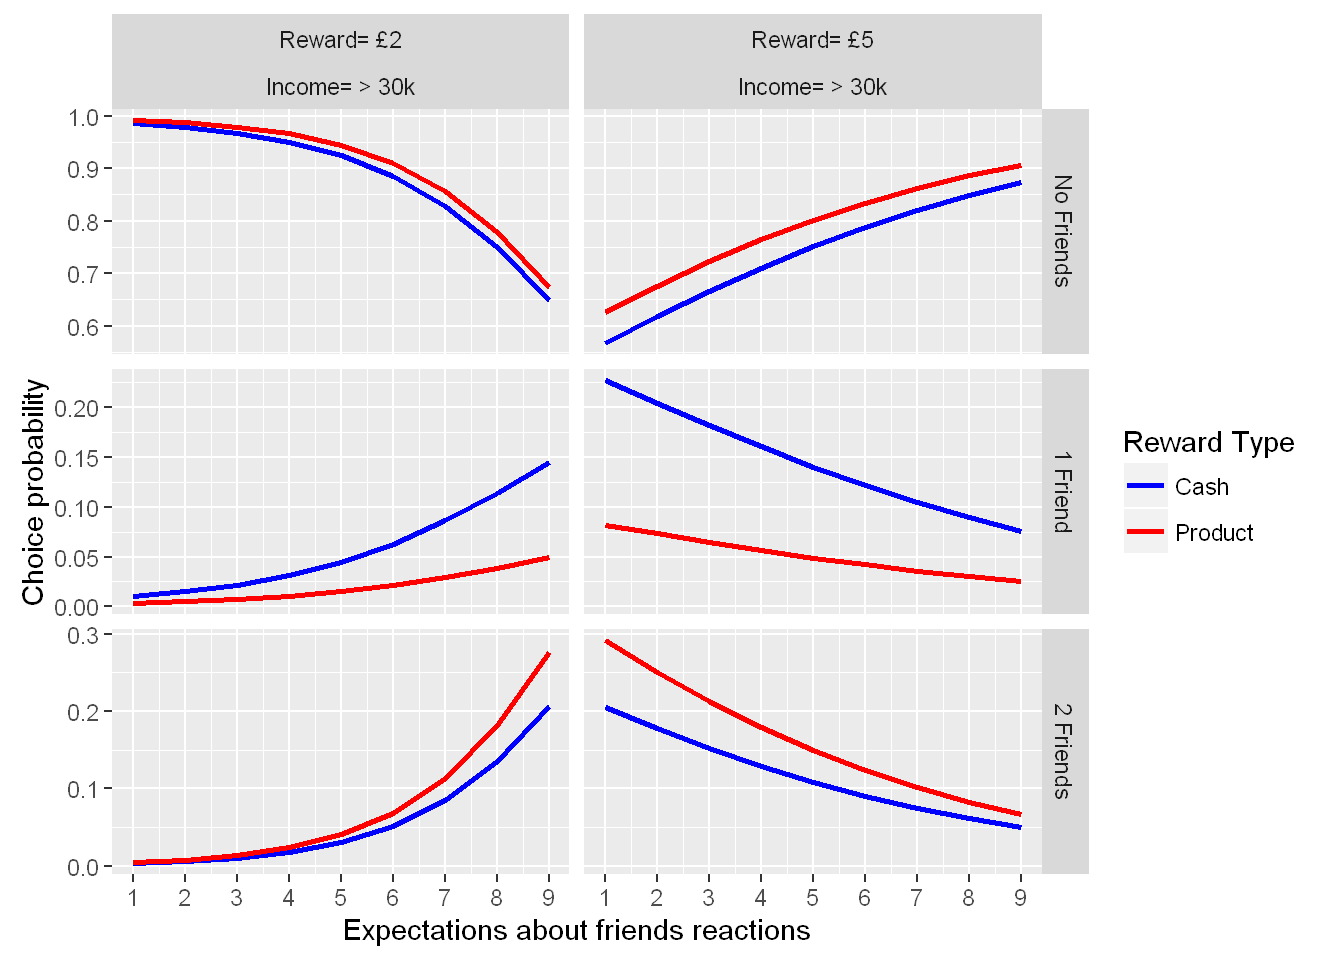 Reward= £2
Reward= £5
Income= > 30k
Income= > 30k
1.0
0.9
0.8
0.7
0.6
No Friends
Choice probability
0.20
0.15
0.10
0.05
0.00
1 Friend
0.3
0.2
0.1
0.0
2 Friends
1 2 3 4 5 6 7 8 9
1 2 3 4 5 6 7 8 9
Expectations about friends reactions
Reward Type
Cash
Product